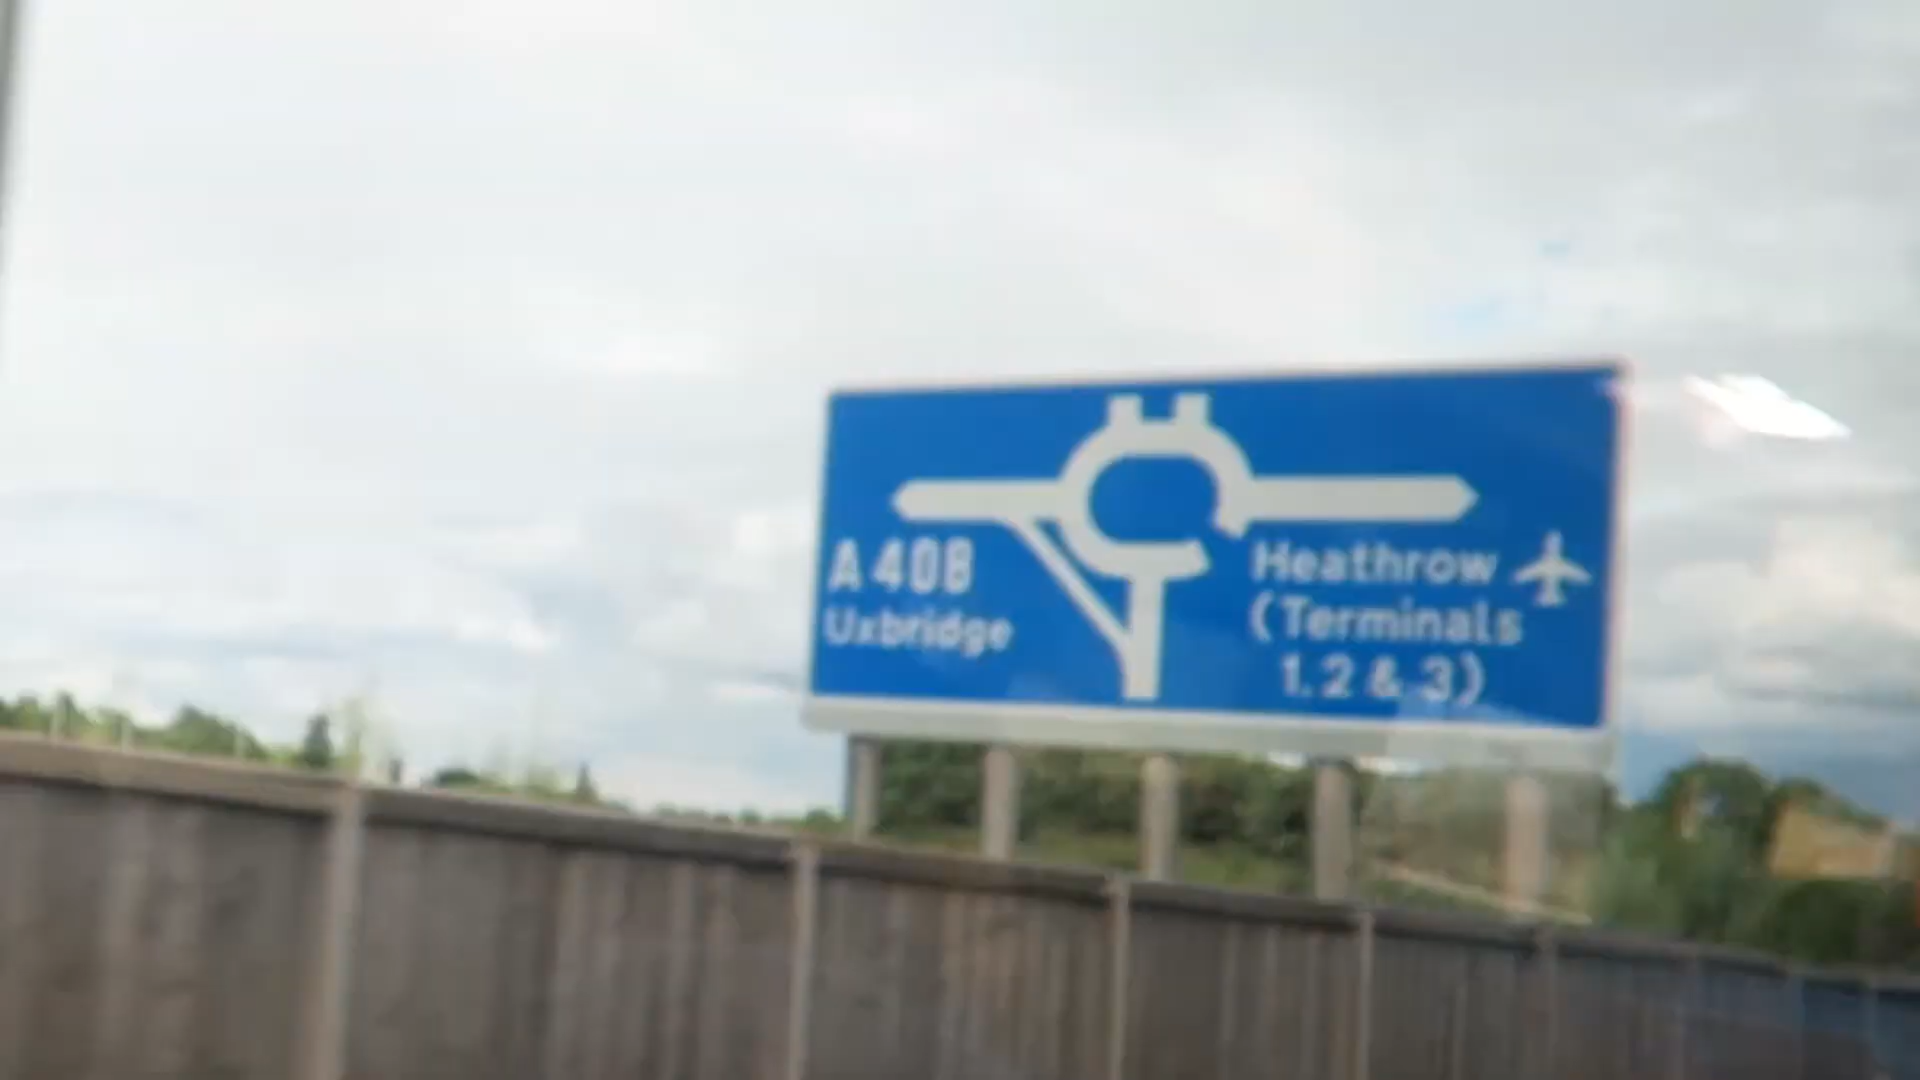 A 408
Uxbridge
Heathrow
(Terminals
1, 2 & 3)